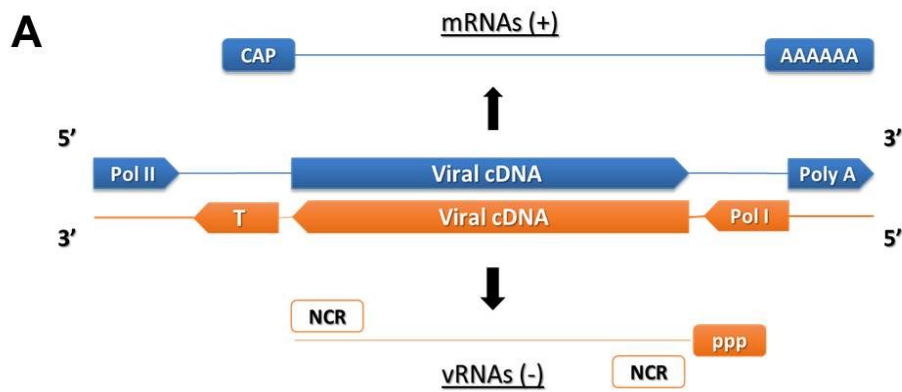 A
mRNAs (+)
CAP
AAAAAA
5’
3’
Pol II
Viral cDNA
Poly A
T
Viral cDNA
Pol I
3’
5’
NCR
ppp
NCR
vRNAs (-)